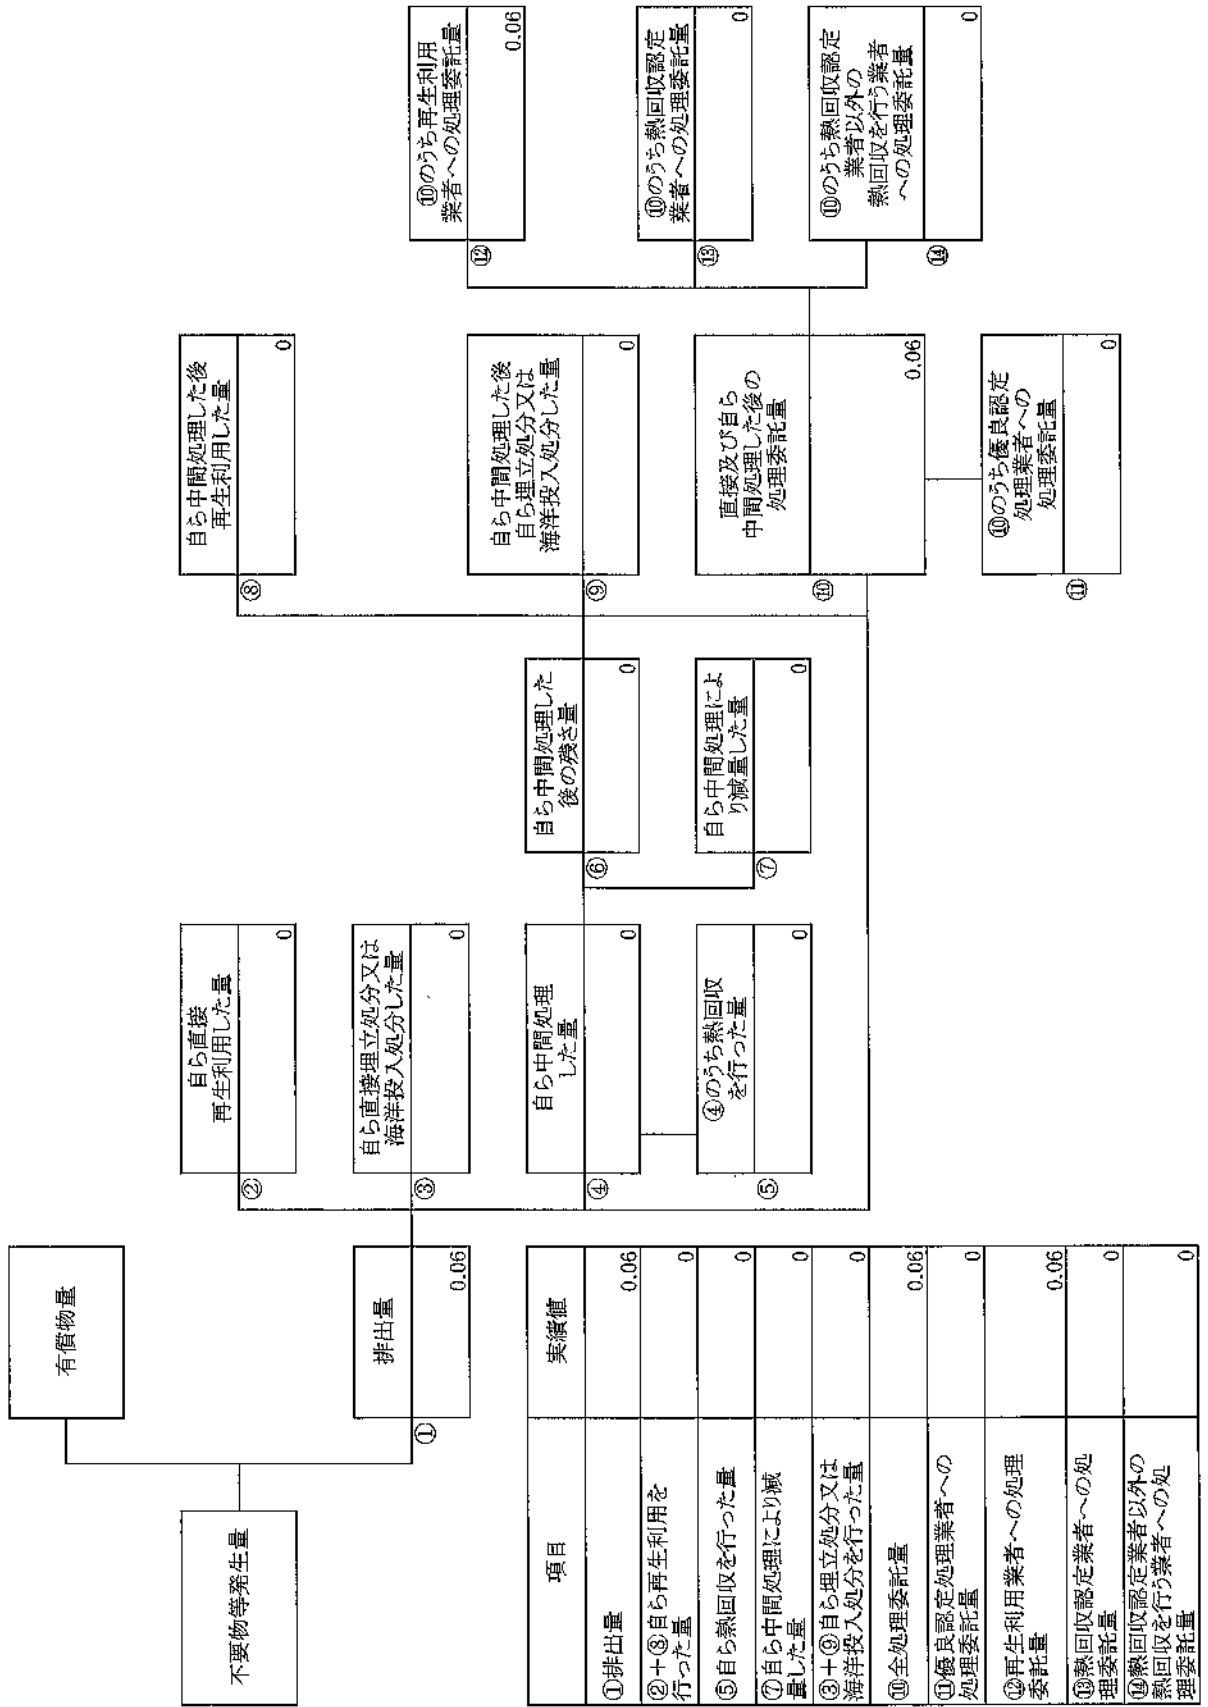 不要物等発生量
有償物量
排出量
①
0.06
自ら直接
再生利用した量
②
0
自ら直接埋立処分又は
海洋投入処分した量
③
0
自ら中間処理
した量
④
0
④のうち熱回収
を行った量
⑤
0
自ら中間処理した
後の残さ量
⑥
0
自ら中間処理によ
り減量した量
⑦
0
自ら中間処理した後
再生利用した量
⑧
0
自ら中間処理した後
自ら埋立処分又は
海洋投入処分した量
⑨
0
直接及び自ら
中間処理した後の
処理委託量
⑩
0.06
⑩のうち優良認定
処理業者への
処理委託量
⑪
0
⑩のうち再生利用
業者への処理委託量
⑫
0.06
⑩のうち熱回収認定
業者への処理委託量
⑬
0
⑩のうち熱回収認定
業者以外の
熱回収を行う業者
への処理委託量
⑭
0
項目 実績値
①排出量 0.06
②+⑧自ら再生利用を
行った量 0
⑤自ら熱回収を行った量 0
⑦自ら中間処理により減
量した量 0
③+⑨自ら埋立処分又は
海洋投入処分を行った量 0
⑩全処理委託量 0.06
⑪優良認定処理業者への
処理委託量 0
⑫再生利用業者への処理
委託量 0.06
⑬熱回収認定業者への処
理委託量 0
⑭熱回収認定業者以外の
熱回収を行う業者への処
理委託量 0